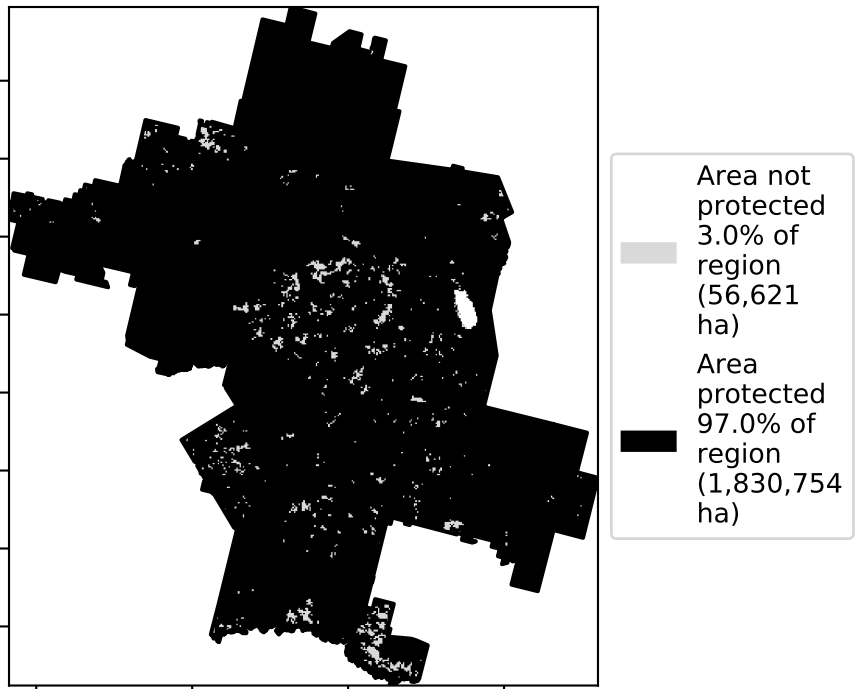 Area not
protected
3.0% of
region
(56,621
ha)
Area
protected
97.0% of
region
(1,830,754
ha)